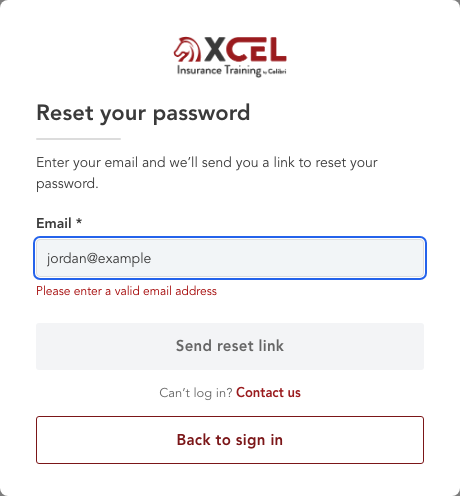 XCEL
Insurance Training by Colibri
Reset your password
Enter your email and we'll send you a link to reset your
password.
Email *
jordan@example
Please enter a valid email address
Send reset link
Can't log in? Contact us
Back to sign in